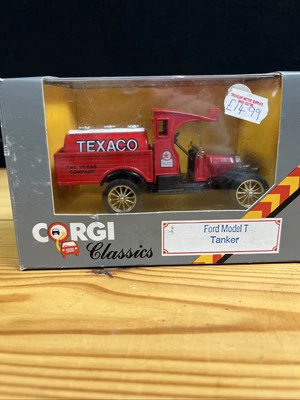 £14.99
TEXACO
THE TEXAS
COMPANY
CORGI
Classics
Ford Model T
Tanker